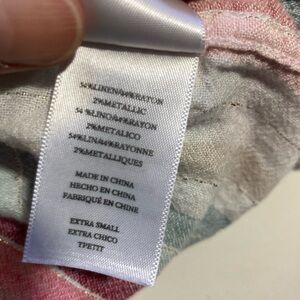 54%LINEN/44%RAYON
2%METALLIC
54%LINO/44%RAYON
2%METALICO
54%LIN/44%RAYONNE
2%METALLIQUES
MADE IN CHINA
HECHO EN CHINA
FABRIQUÉ EN CHINE
EXTRA SMALL
EXTRA CHICO
TPETIT